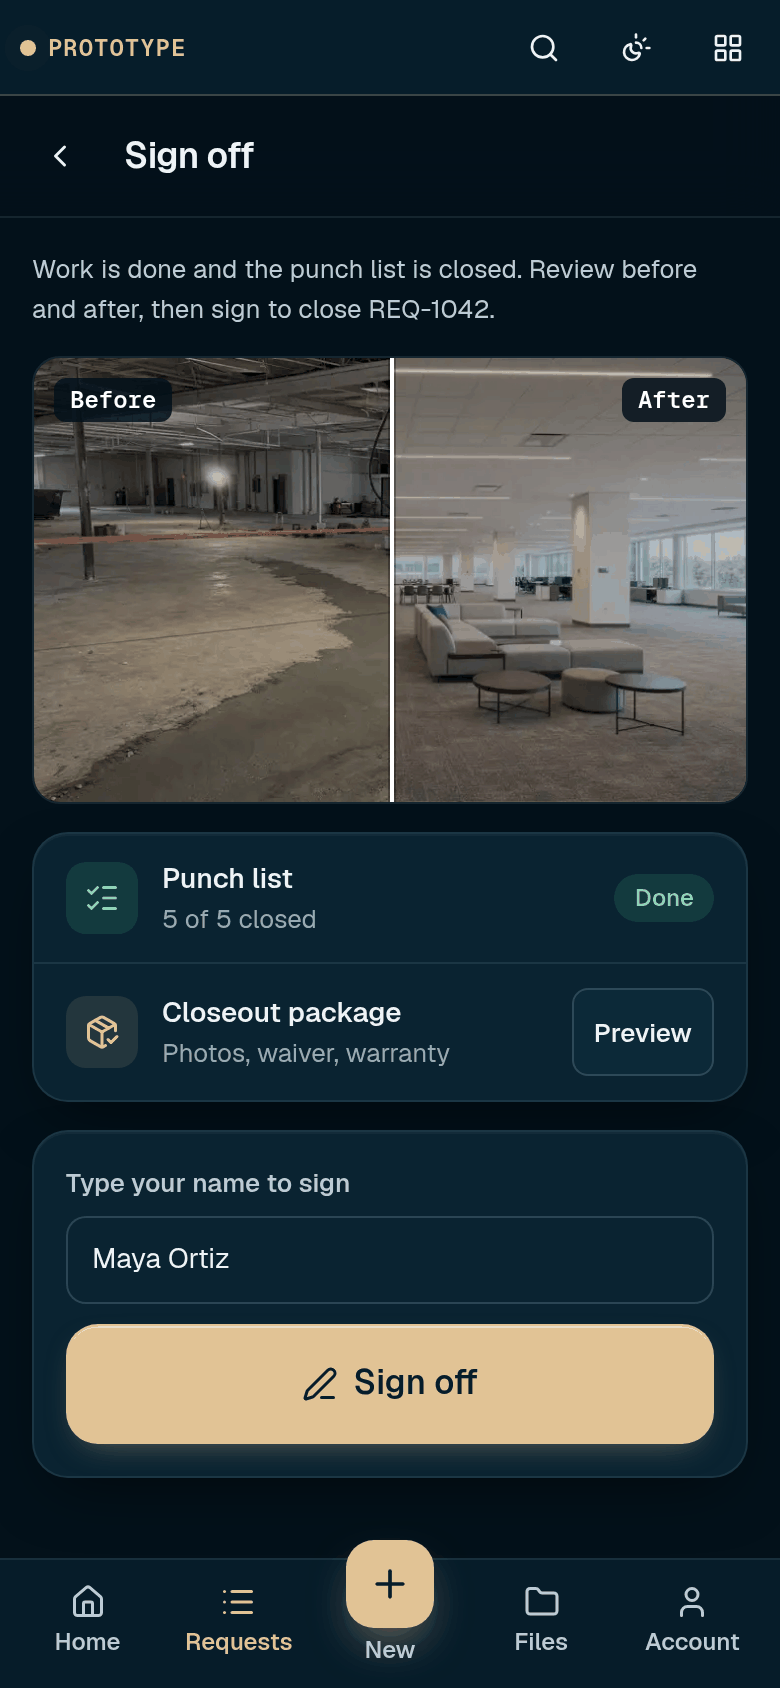 PROTOTYPE
Sign off
Work is done and the punch list is closed. Review before
and after, then sign to close REQ-1042.
Before
After
Punch list
5 of 5 closed
Done
Closeout package
Photos, waiver, warranty
Preview
Type your name to sign
Maya Ortiz
Sign off
Home
Requests
New
Files
Account